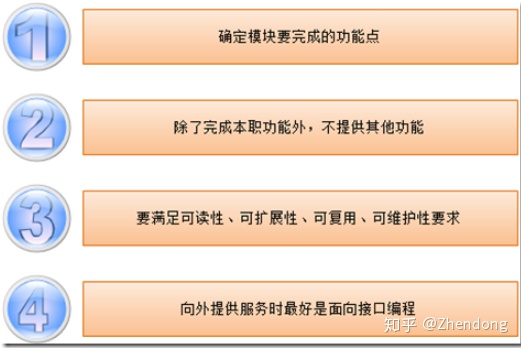 1
确定模块要完成的功能点
2
除了完成本职功能外，不提供其他功能
3
要满足可读性、可扩展性、可复用、可维护性要求
4
向外提供服务时最好是面向接口编程
知乎 @Zhendong